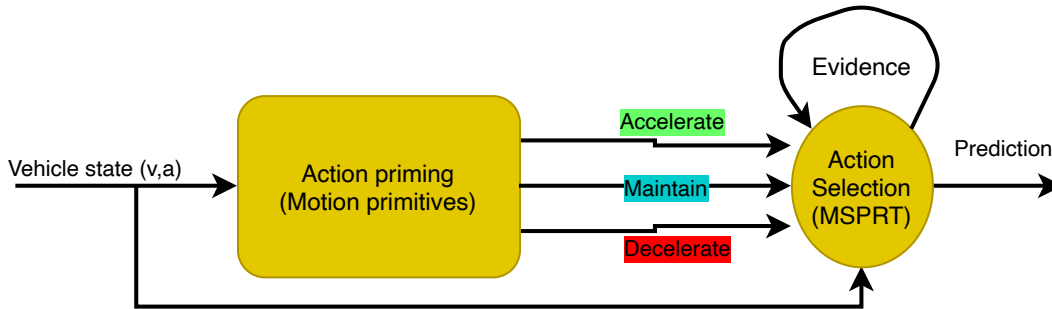 Evidence
Accelerate
Vehicle state (v,a)
Action priming
(Motion primitives)
Maintain
Action
Selection
(MSPRT)
Prediction
Decelerate